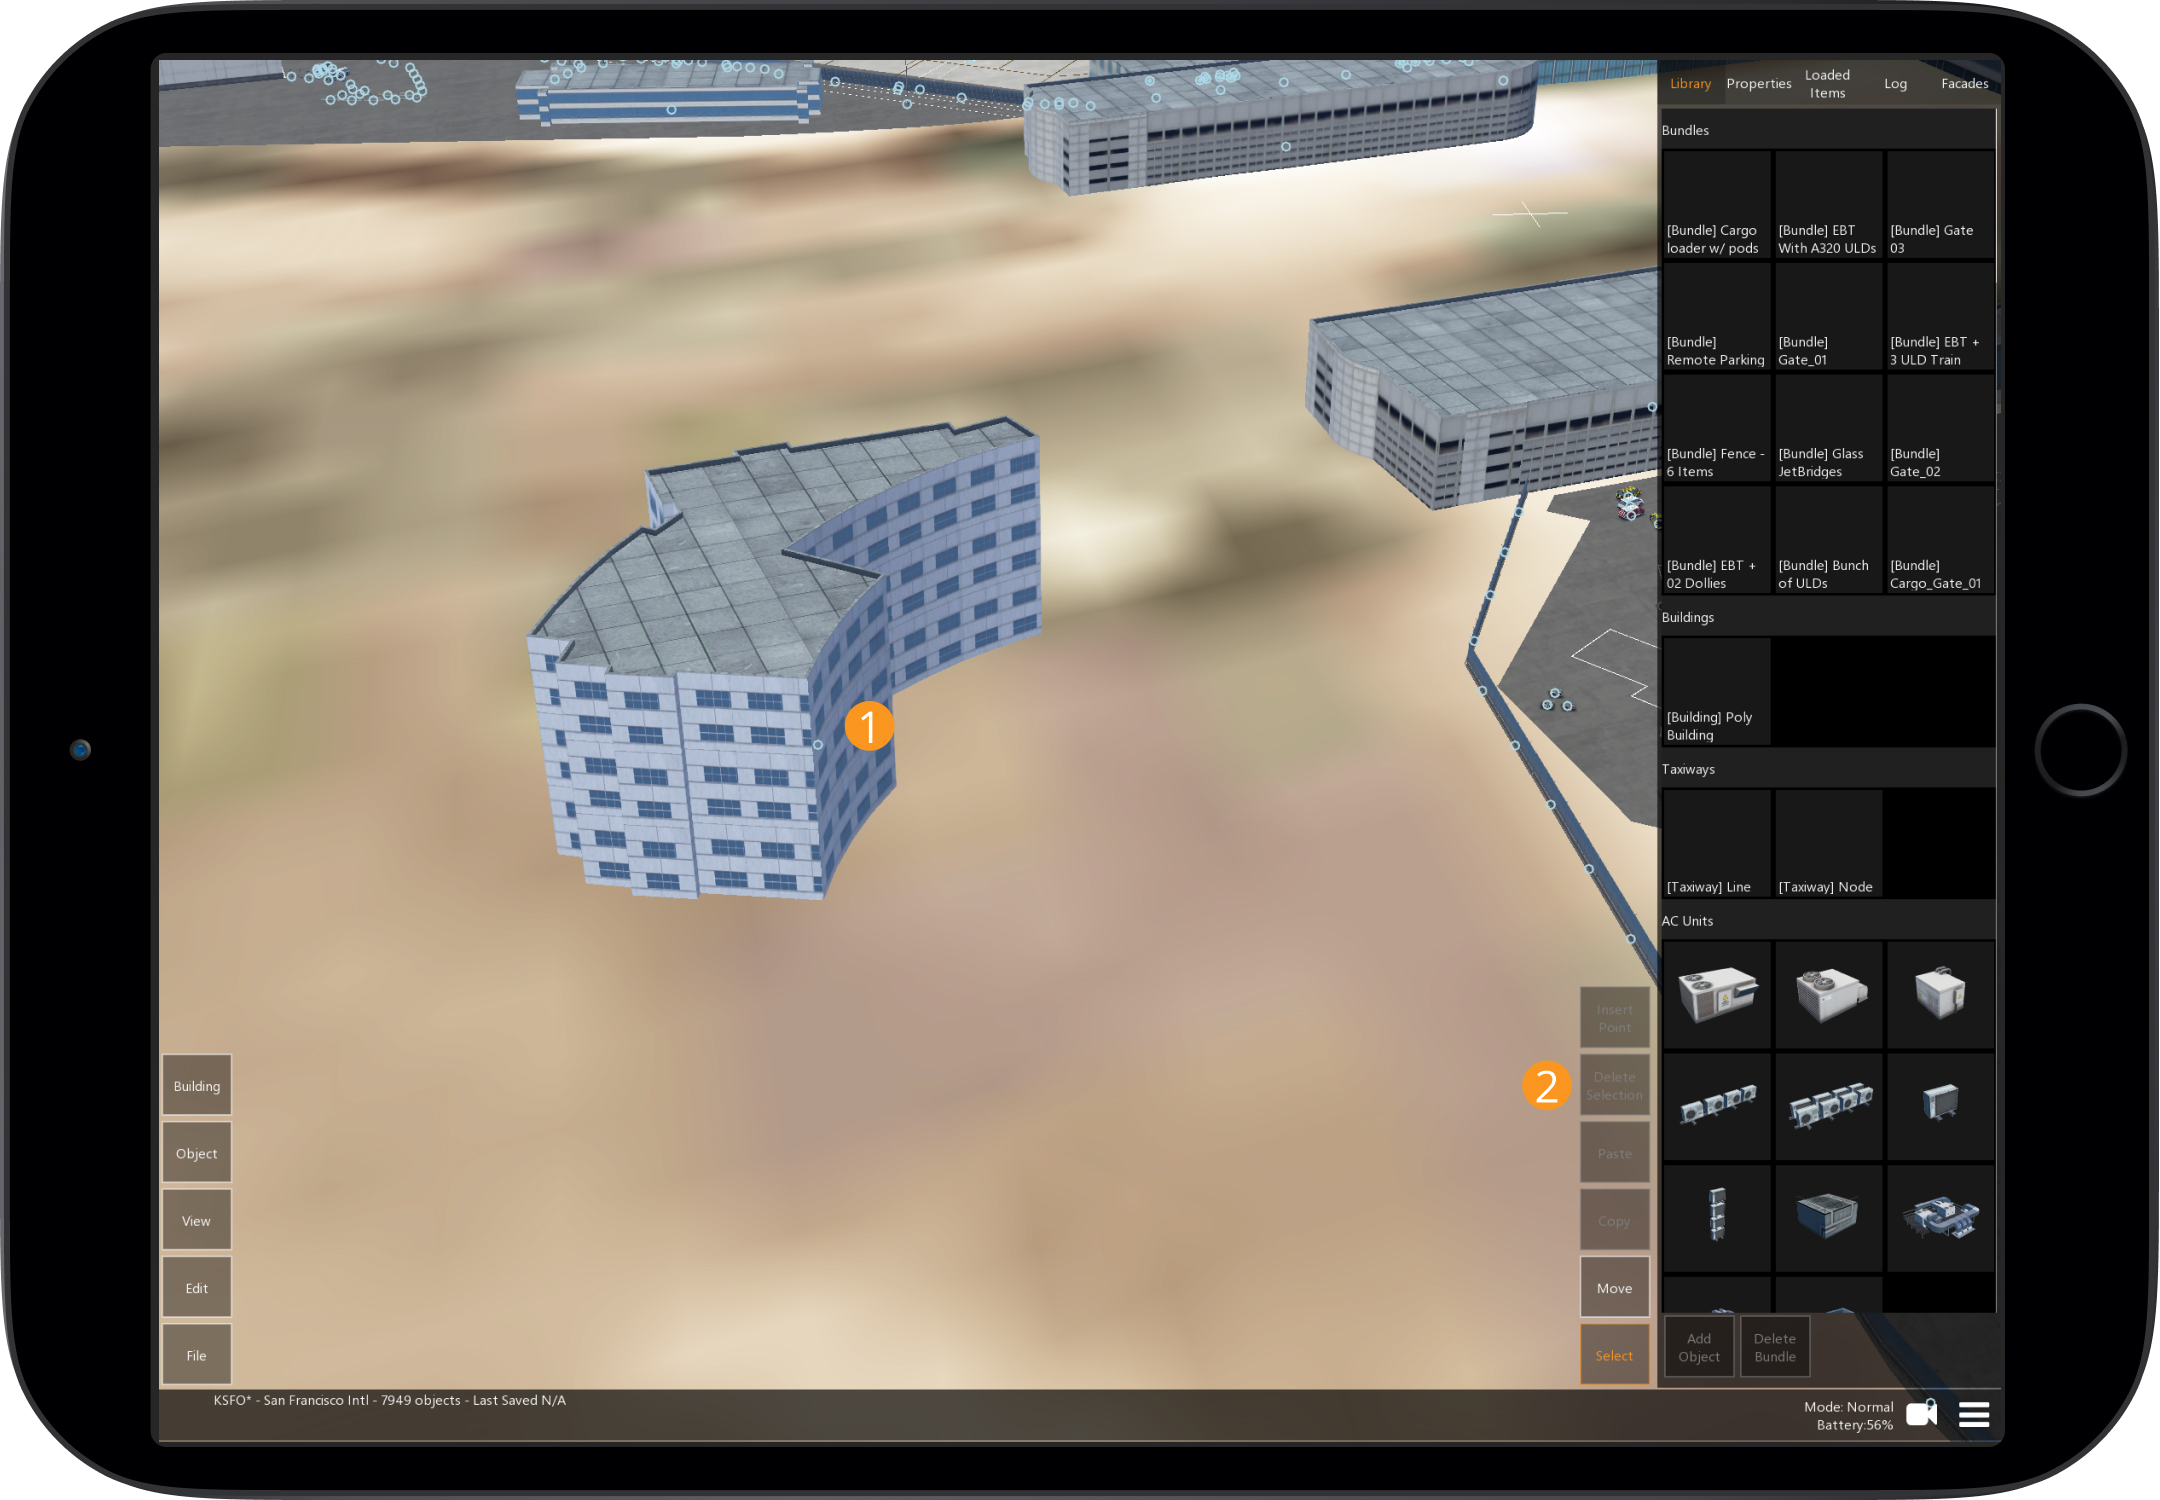 Library
Properties
Loaded
Items
Log
Facades
Bundles
[Bundle] Cargo
loader w/ pods
[Bundle] EBT
With A320 ULDs
[Bundle] Gate
03
[Bundle]
Remote Parking
[Bundle]
Gate_01
[Bundle] EBT +
3 ULD Train
[Bundle] Fence -
6 Items
[Bundle] Glass
JetBridges
[Bundle]
Gate_02
[Bundle] EBT +
02 Dollies
[Bundle] Bunch
of ULDs
[Bundle]
Cargo_Gate_01
Buildings
[Building] Poly
Building
Taxiways
[Taxiway] Line
[Taxiway] Node
AC Units
1
2
Insert
Point
Delete
Selection
Paste
Copy
Move
Select
Building
Object
View
Edit
File
Add
Object
Delete
Bundle
KSFO* - San Francisco Intl - 7949 objects - Last Saved N/A
Mode: Normal
Battery:56%